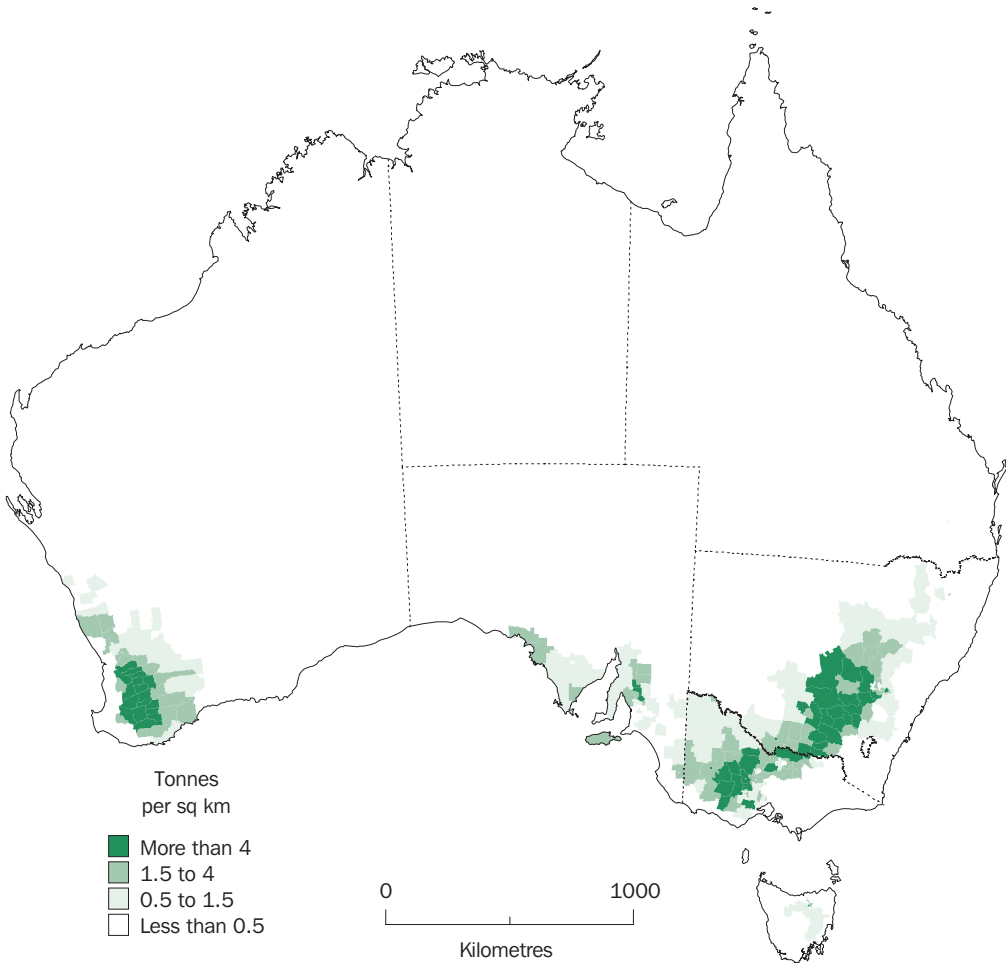 Tonnes
per sq km
More than 4
1.5 to 4
0.5 to 1.5
Less than 0.5
0 1000
Kilometres